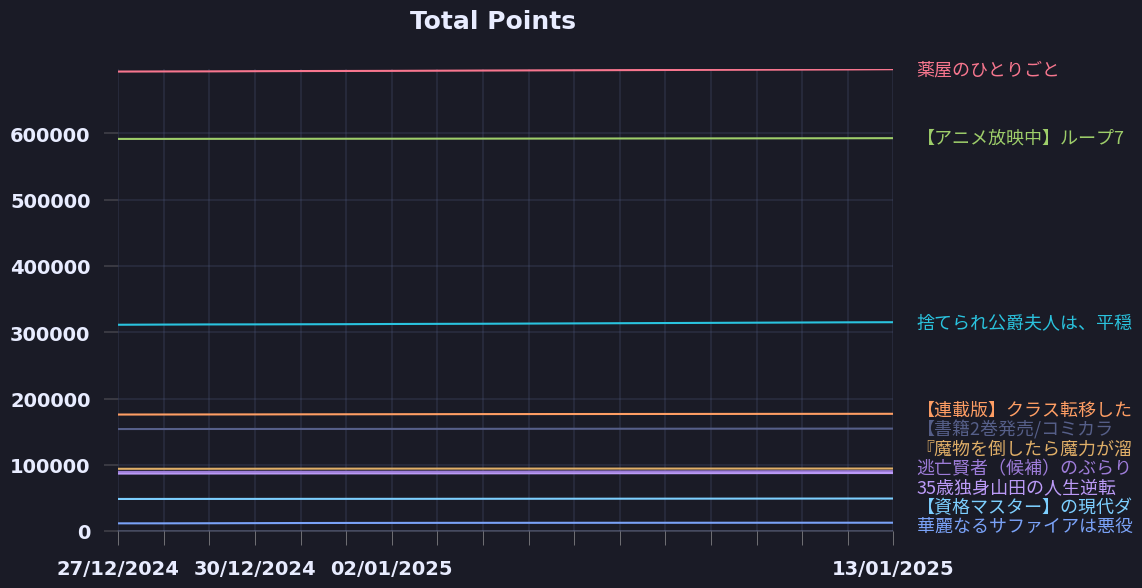 Total Points
薬屋のひとりごと
600000
【アニメ放映中】ループ7
500000
400000
300000
捨てられ公爵夫人は、平穏
200000
【連載版】クラス転移した
【書籍2巻発売/コミカラ
『魔物を倒したら魔力が溜
100000
逃亡賢者（候補）のぶらり
35歳独身山田の人生逆転
【資格マスター】の現代ダ
華麗なるサファイアは悪役
0
27/12/2024 30/12/2024 02/01/2025 13/01/2025